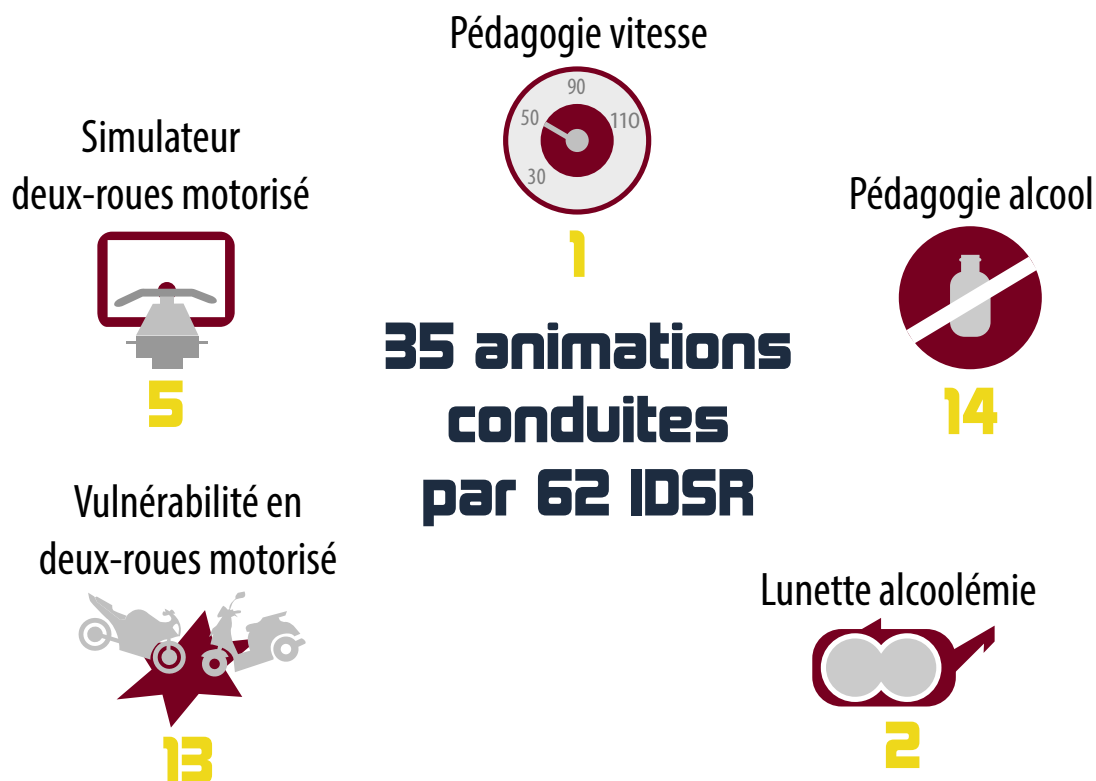 Pédagogie vitesse
90
50
110
30
1
Simulateur
deux-roues motorisé
5
Pédagogie alcool
14
35 animations
conduites
par 62 IDSR
Vulnérabilité en
deux-roues motorisé
13
Lunette alcoolémie
2